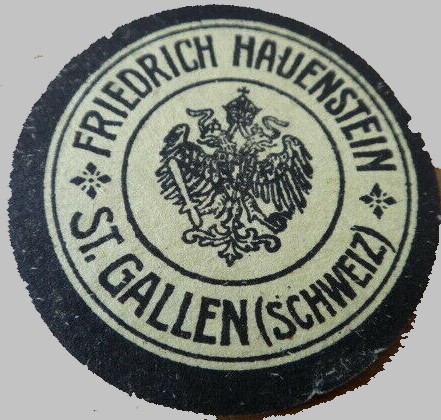 FRIEDRICH HAUENSTEIN
ST. GALLEN (SCHWEIZ)